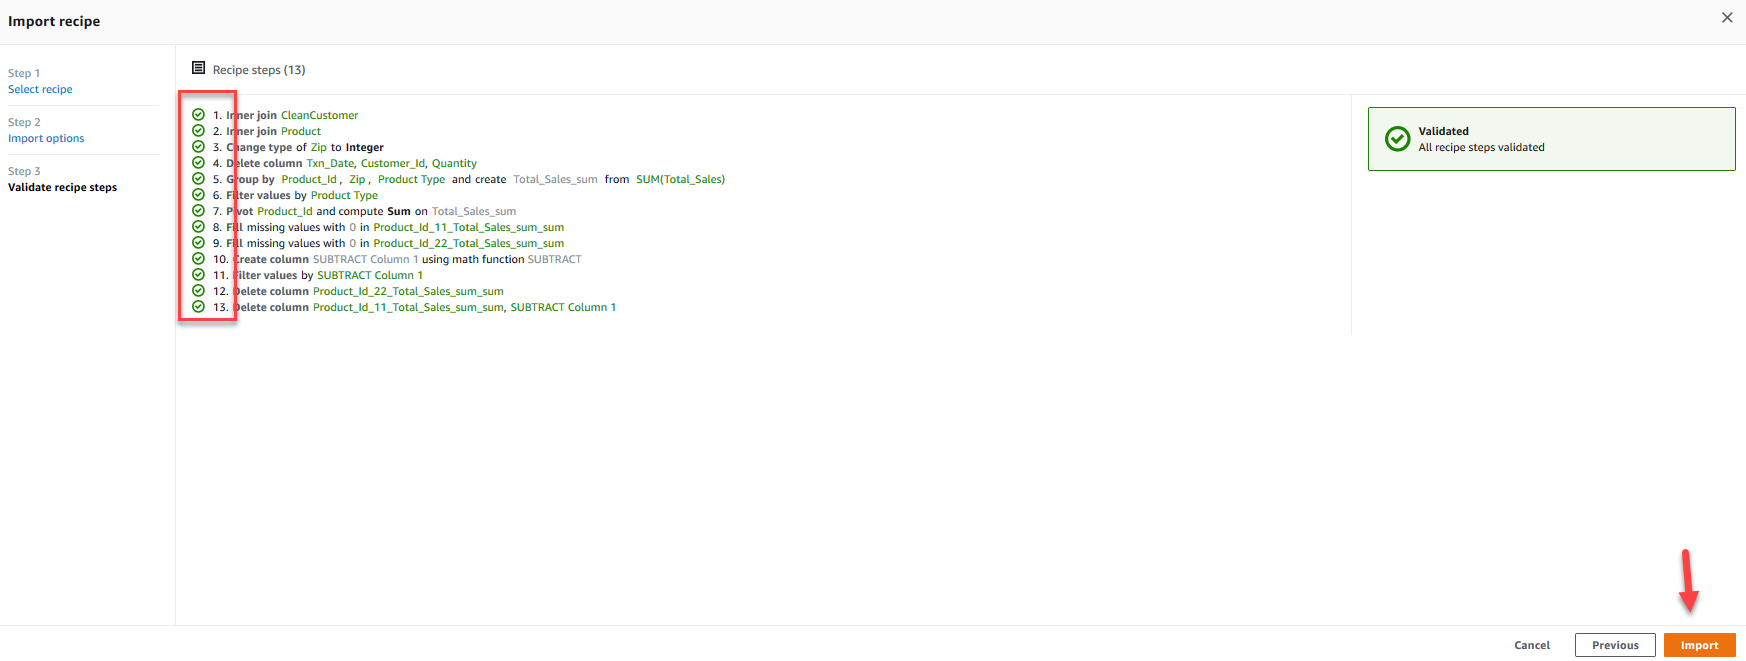 Import recipe
Step 1
Select recipe
Step 2
Import options
Step 3
Validate recipe steps
Recipe steps (13)
1. Inner join CleanCustomer
2. Inner join Product
3. Change type of Zip to Integer
4. Delete column Txn_Date, Customer_Id, Quantity
5. Group by Product_Id , Zip , Product Type and create Total_Sales_sum from SUM(Total_Sales)
6. Filter values by Product Type
7. Pivot Product_Id and compute Sum on Total_Sales_sum
8. Fill missing values with 0 in Product_Id_11_Total_Sales_sum_sum
9. Fill missing values with 0 in Product_Id_22_Total_Sales_sum_sum
10. Create column SUBTRACT Column 1 using math function SUBTRACT
11. Filter values by SUBTRACT Column 1
12. Delete column Product_Id_22_Total_Sales_sum_sum
13. Delete column Product_Id_11_Total_Sales_sum_sum, SUBTRACT Column 1
Validated
All recipe steps validated
Cancel
Previous
Import